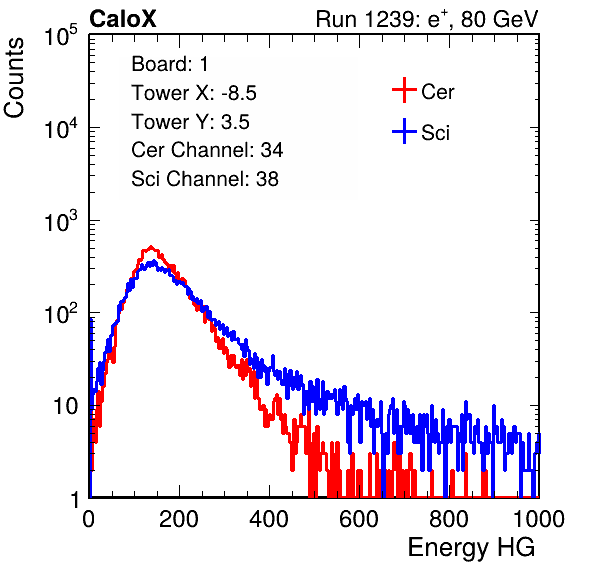 CaloX Run 1239: e⁺, 80 GeV
Counts
10⁵
10⁴
10³
10²
10
1
Board: 1
Tower X: -8.5
Tower Y: 3.5
Cer Channel: 34
Sci Channel: 38
Cer
Sci
0 200 400 600 800 1000
Energy HG